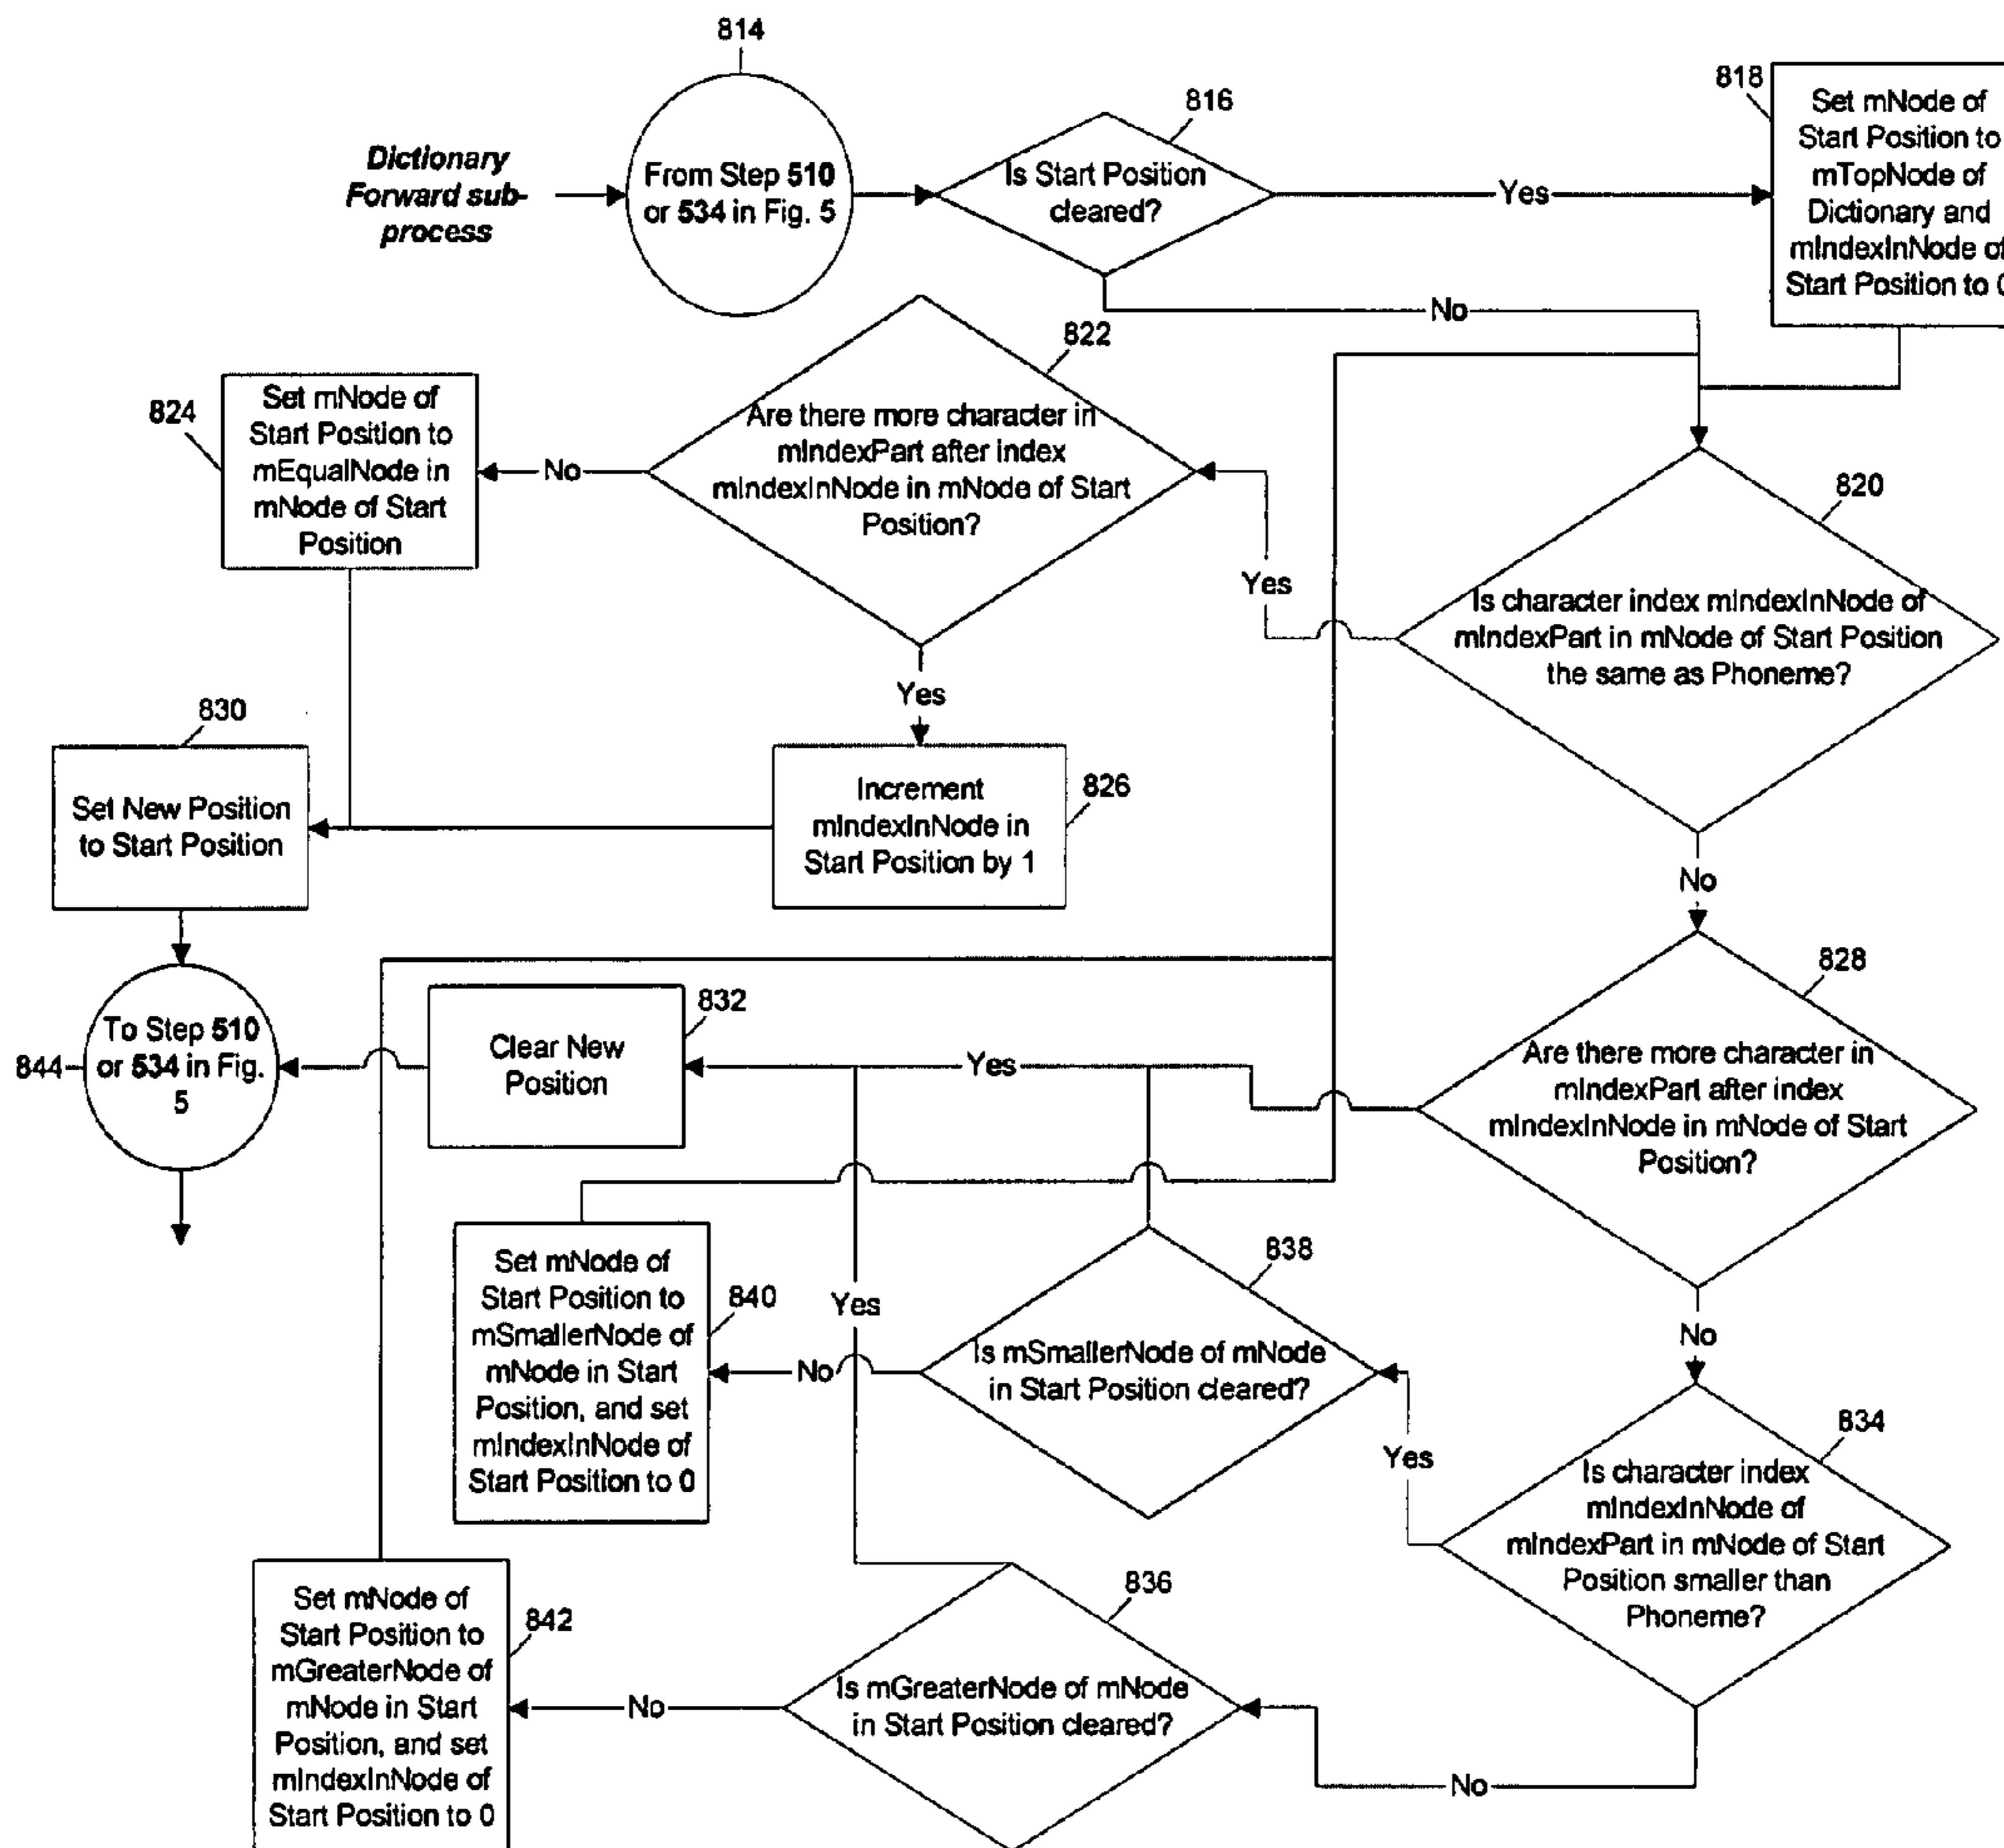 814
Dictionary
Forward sub-
process
From Step 510
or 534 in Fig. 5
816
Is Start Position
cleared?
Yes
No
818
Set mNode of
Start Position to
mTopNode of
Dictionary and
mIndexInNode of
Start Position to 0
822
Are there more character in
mIndexPart after index
mIndexInNode in mNode of Start
Position?
No
Yes
824
Set mNode of
Start Position to
mEqualNode in
mNode of Start
Position
820
Is character index mIndexInNode of
mIndexPart in mNode of Start Position
the same as Phoneme?
Yes
No
830
Set New Position
to Start Position
826
Increment
mIndexInNode in
Start Position by 1
828
Are there more character in
mIndexPart after index
mIndexInNode in mNode of Start
Position?
Yes
No
832
Clear New
Position
844
To Step 510
or 534 in Fig.
5
838
Is mSmallerNode of mNode
in Start Position cleared?
Yes
No
840
Set mNode of
Start Position to
mSmallerNode of
mNode in Start
Position, and set
mIndexInNode of
Start Position to 0
834
Is character index
mIndexInNode of
mIndexPart in mNode of Start
Position smaller than
Phoneme?
Yes
No
836
Is mGreaterNode of mNode
in Start Position cleared?
No
842
Set mNode of
Start Position to
mGreaterNode of
mNode in Start
Position, and set
mIndexInNode of
Start Position to 0